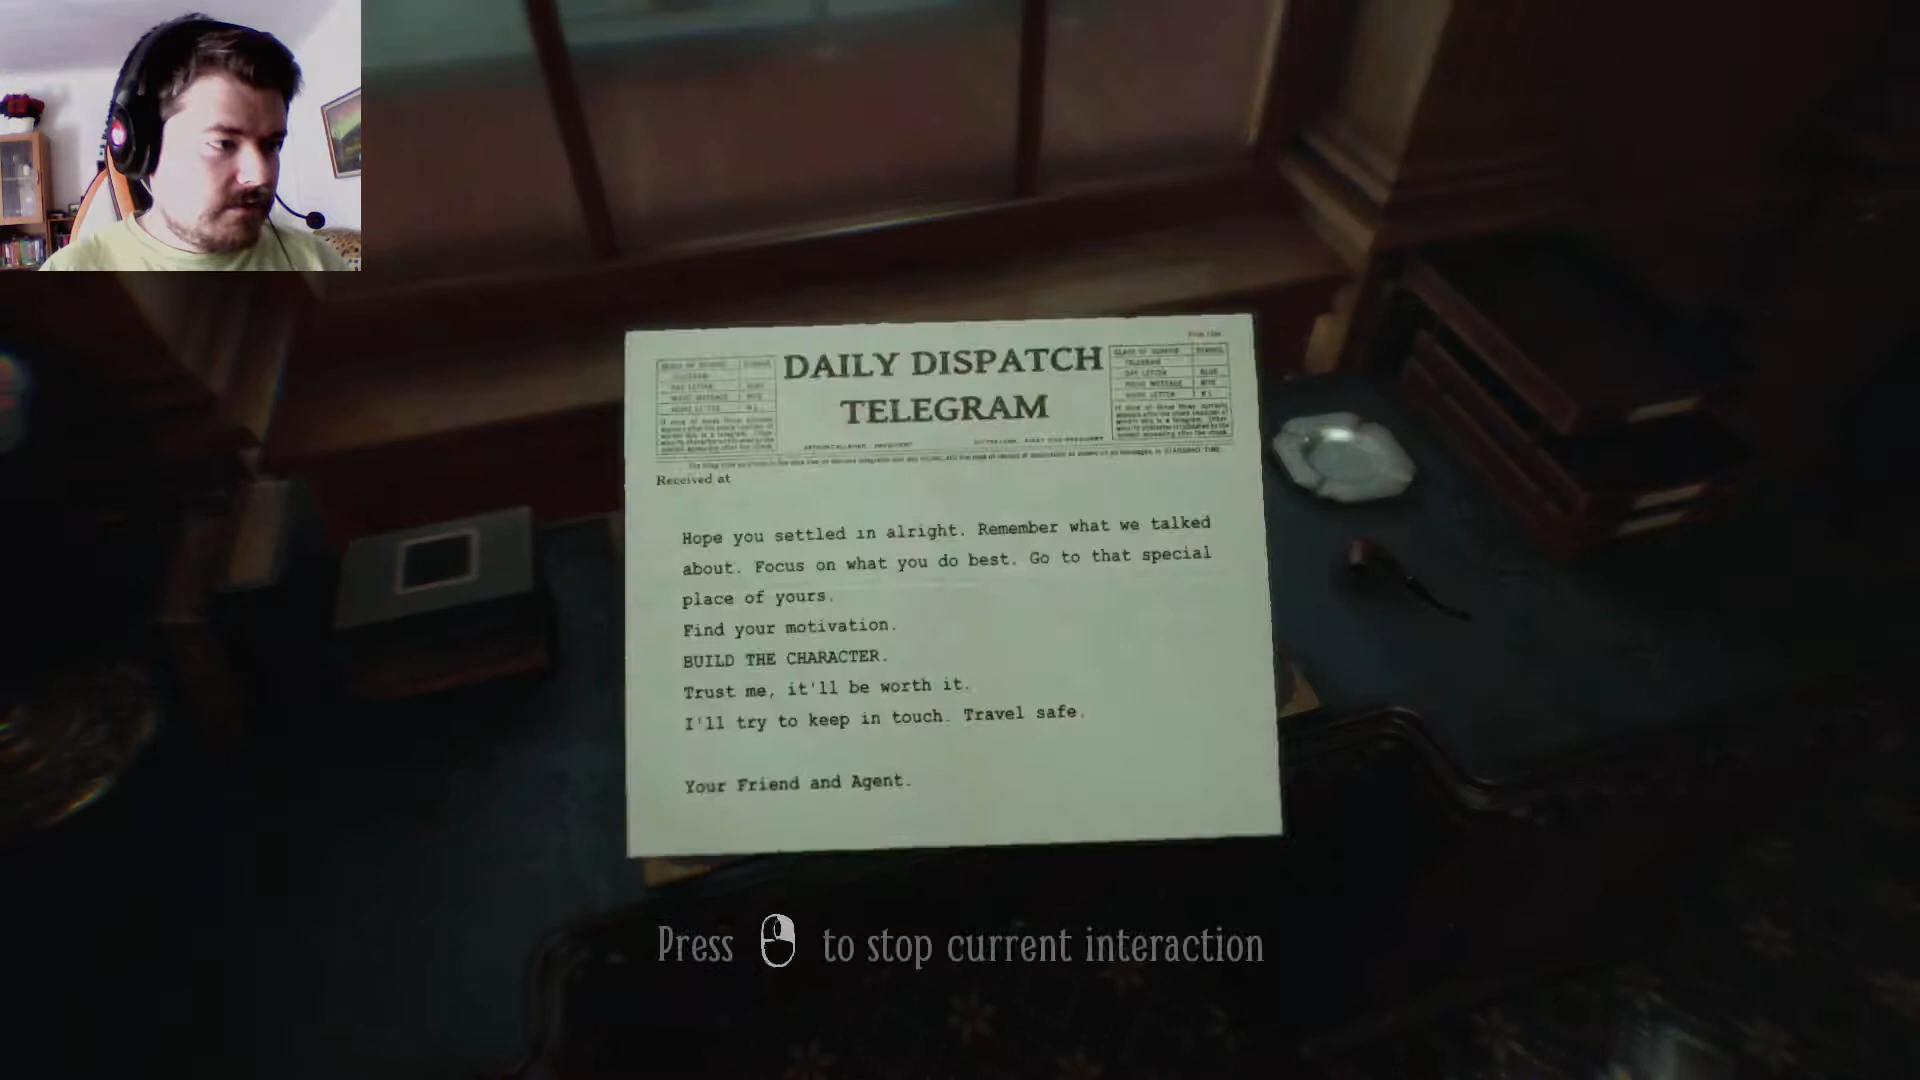 DAILY DISPATCH
TELEGRAM
Received at
Hope you settled in alright. Remember what we talked
about. Focus on what you do best. Go to that special
place of yours.
Find your motivation.
BUILD THE CHARACTER.
Trust me, it'll be worth it.
I'll try to keep in touch. Travel safe.
Your Friend and Agent.
Press to stop current interaction